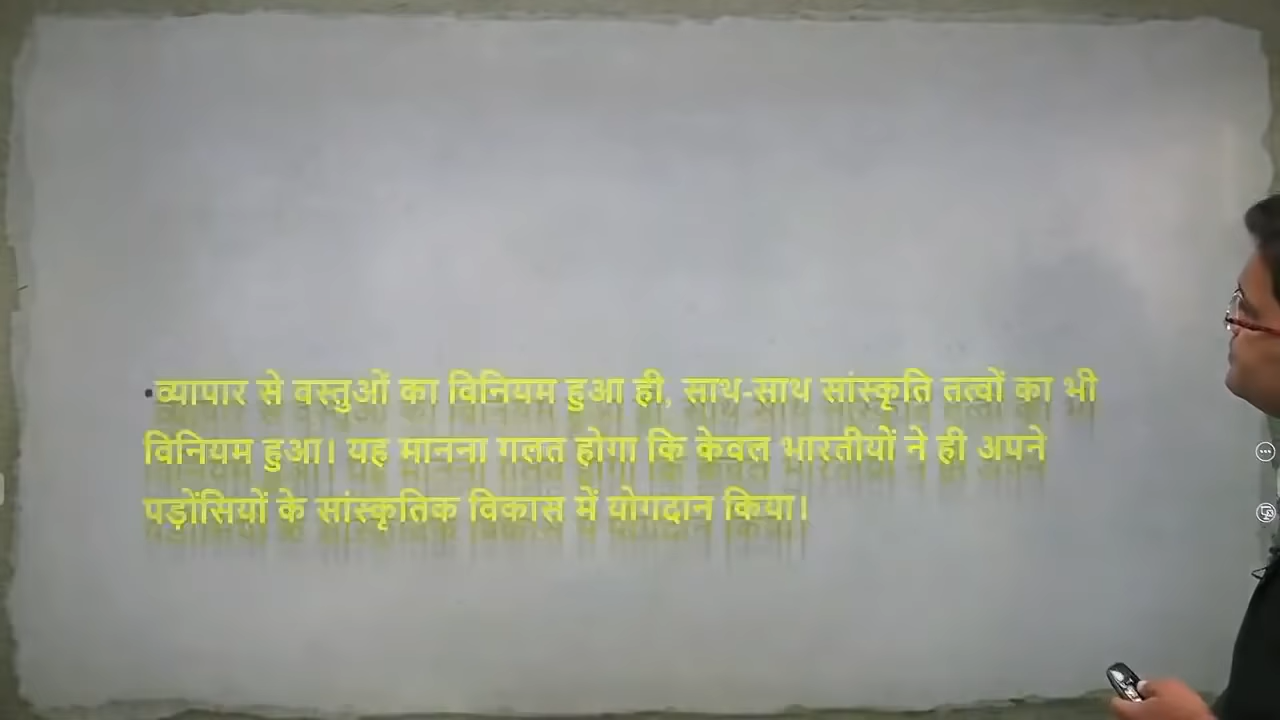 •व्यापार से वस्तुओं का विनियम हुआ ही, साथ-साथ सांस्कृति तत्वों का भी
विनियम हुआ। यह मानना गलत होगा कि केवल भारतीयों ने ही अपने
पड़ोंसियों के सांस्कृतिक विकास में योगदान किया।